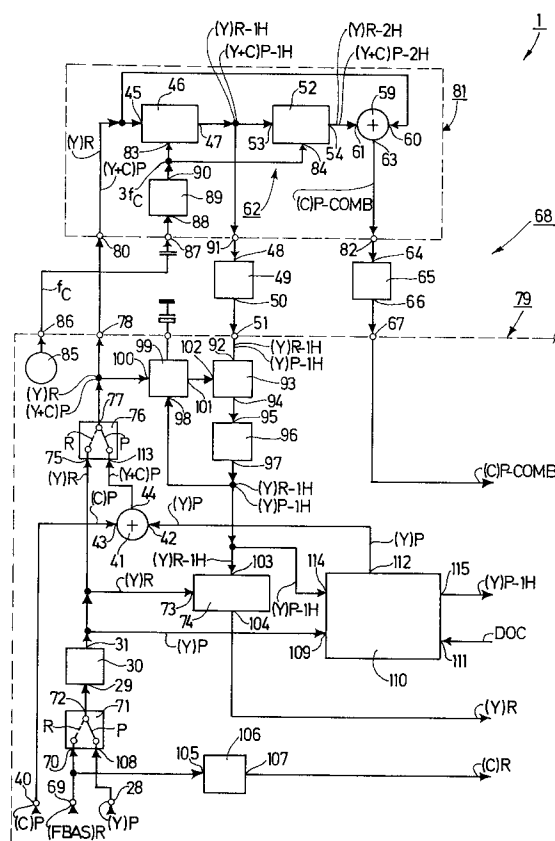 (Y)R-1H
(Y+C)P-1H
(Y)R-2H
(Y+C)P-2H
1
46
52
59
45
47
53
54
61
60
63
81
83
84
(Y)R
(Y+C)P
90
3fC
89
88
62
(C)P-COMB
68
80
87
91
48
82
64
49
65
fC
50
66
79
86
78
51
67
85
99
102
92
(Y)R-1H
(Y)P-1H
100
93
(Y)R
(Y+C)P
77
98
101
94
76
95
R
P
96
75
113
97
(Y)R
(Y+C)P
(C)P-COMB
(C)P
44
(Y)P
(Y)R-1H
(Y)P-1H
43
42
(Y)P
41
(Y)R-1H
103
112
114
115
(Y)R
(Y)P-1H
(Y)P-1H
73
74
104
DOC
31
(Y)P
109
111
30
110
29
72
71
R
P
(Y)R
70
108
106
105
107
40
69
28
(C)R
(C)P
(FBAS)R
(Y)P